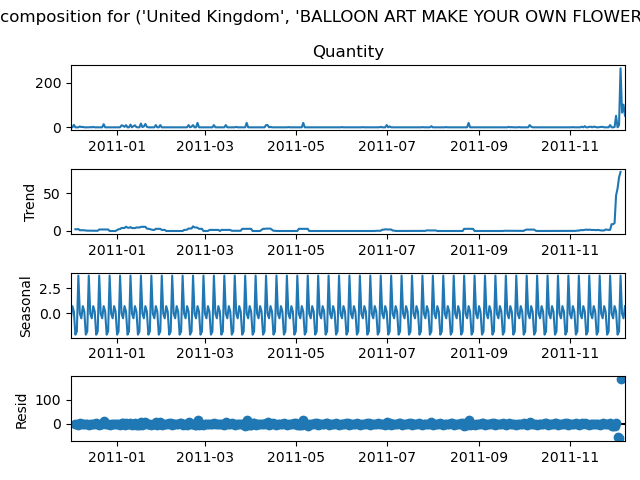 composition for ('United Kingdom', 'BALLOON ART MAKE YOUR OWN FLOWER
Quantity
200
0
2011-01 2011-03 2011-05 2011-07 2011-09 2011-11
Trend
50
0
2011-01 2011-03 2011-05 2011-07 2011-09 2011-11
Seasonal
2.5
0.0
2011-01 2011-03 2011-05 2011-07 2011-09 2011-11
Resid
100
0
2011-01 2011-03 2011-05 2011-07 2011-09 2011-11